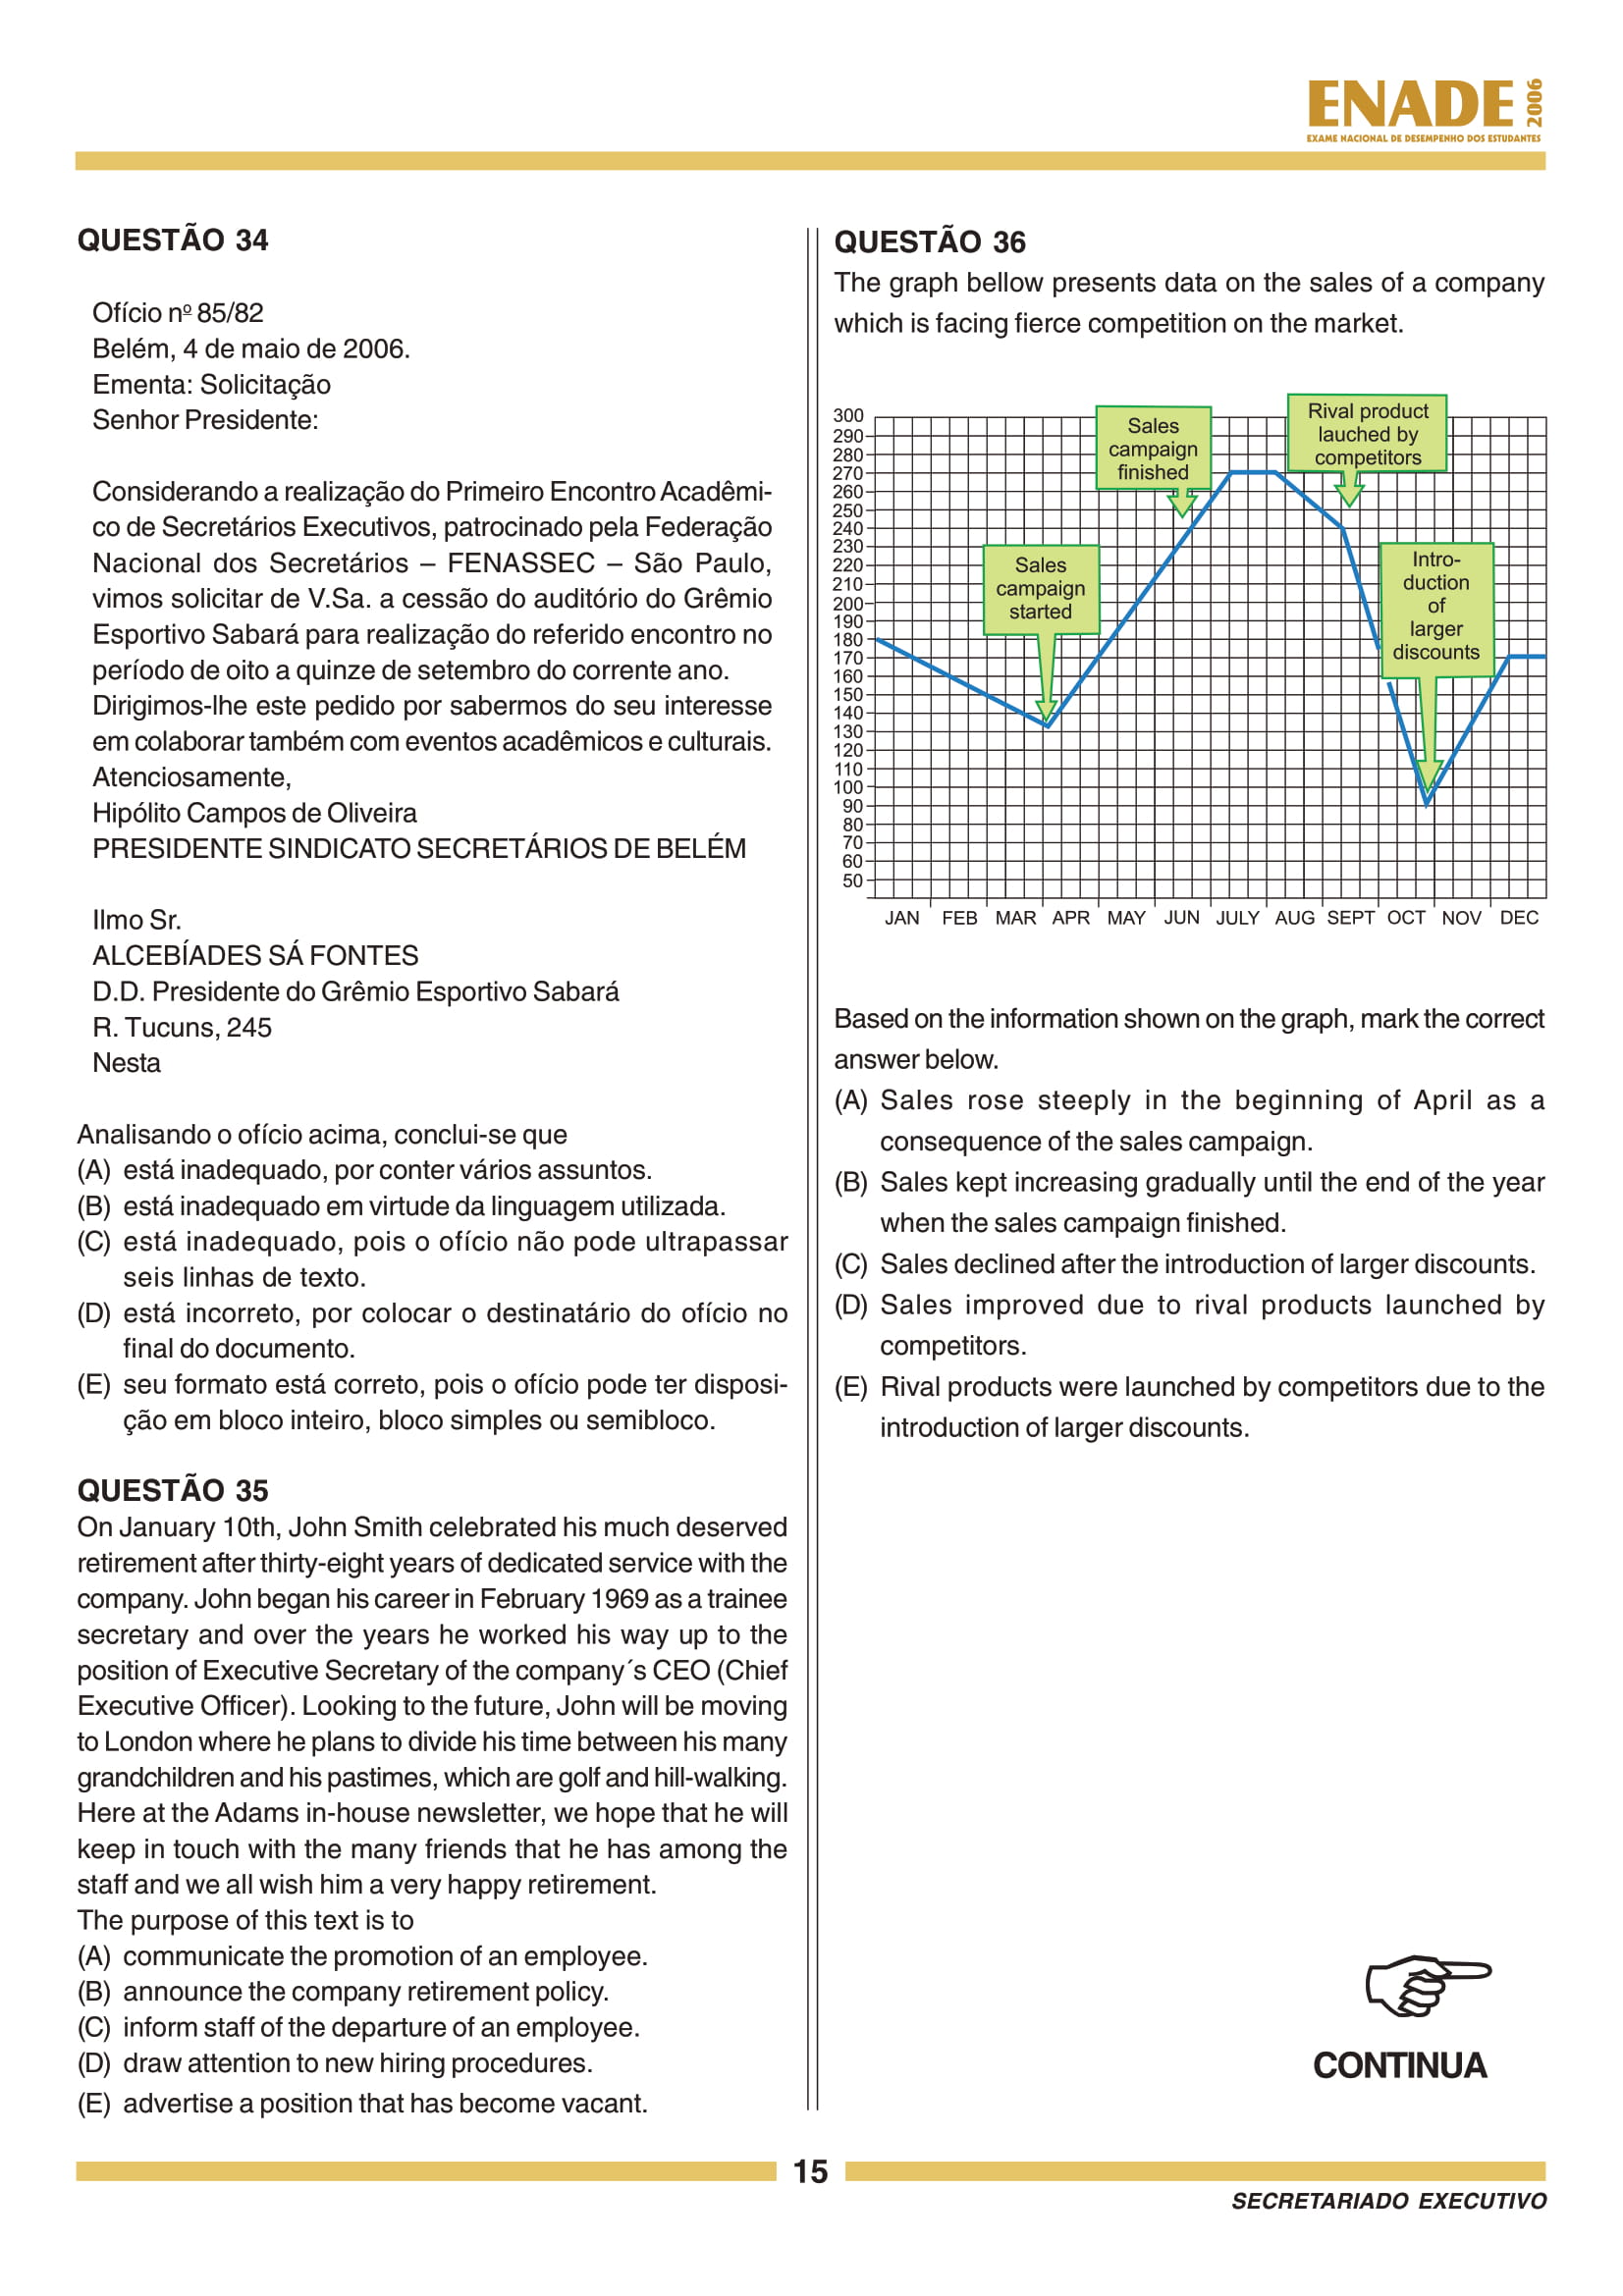 ENADE 2006
EXAME NACIONAL DE DESEMPENHO DOS ESTUDANTES
QUESTÃO 34
Ofício nº 85/82
Belém, 4 de maio de 2006.
Ementa: Solicitação
Senhor Presidente:
Considerando a realização do Primeiro Encontro Acadêmi-
co de Secretários Executivos, patrocinado pela Federação
Nacional dos Secretários – FENASSEC – São Paulo,
vimos solicitar de V.Sa. a cessão do auditório do Grêmio
Esportivo Sabará para realização do referido encontro no
período de oito a quinze de setembro do corrente ano.
Dirigimos-lhe este pedido por sabermos do seu interesse
em colaborar também com eventos acadêmicos e culturais.
Atenciosamente,
Hipólito Campos de Oliveira
PRESIDENTE SINDICATO SECRETÁRIOS DE BELÉM
Ilmo Sr.
ALCEBÍADES SÁ FONTES
D.D. Presidente do Grêmio Esportivo Sabará
R. Tucuns, 245
Nesta
Analisando o ofício acima, conclui-se que
(A) está inadequado, por conter vários assuntos.
(B) está inadequado em virtude da linguagem utilizada.
(C) está inadequado, pois o ofício não pode ultrapassar
seis linhas de texto.
(D) está incorreto, por colocar o destinatário do ofício no
final do documento.
(E) seu formato está correto, pois o ofício pode ter disposi-
ção em bloco inteiro, bloco simples ou semibloco.
QUESTÃO 35
On January 10th, John Smith celebrated his much deserved
retirement after thirty-eight years of dedicated service with the
company. John began his career in February 1969 as a trainee
secretary and over the years he worked his way up to the
position of Executive Secretary of the company´s CEO (Chief
Executive Officer). Looking to the future, John will be moving
to London where he plans to divide his time between his many
grandchildren and his pastimes, which are golf and hill-walking.
Here at the Adams in-house newsletter, we hope that he will
keep in touch with the many friends that he has among the
staff and we all wish him a very happy retirement.
The purpose of this text is to
(A) communicate the promotion of an employee.
(B) announce the company retirement policy.
(C) inform staff of the departure of an employee.
(D) draw attention to new hiring procedures.
(E) advertise a position that has become vacant.
QUESTÃO 36
The graph bellow presents data on the sales of a company
which is facing fierce competition on the market.
300
290
280
270
260
250
240
230
220
210
200
190
180
170
160
150
140
130
120
110
100
90
80
70
60
50
Sales
campaign
started
Sales
campaign
finished
Rival product
lauched by
competitors
Intro-
duction
of
larger
discounts
JAN FEB MAR APR MAY JUN JULY AUG SEPT OCT NOV DEC
Based on the information shown on the graph, mark the correct
answer below.
(A) Sales rose steeply in the beginning of April as a
consequence of the sales campaign.
(B) Sales kept increasing gradually until the end of the year
when the sales campaign finished.
(C) Sales declined after the introduction of larger discounts.
(D) Sales improved due to rival products launched by
competitors.
(E) Rival products were launched by competitors due to the
introduction of larger discounts.
CONTINUA
15
SECRETARIADO EXECUTIVO